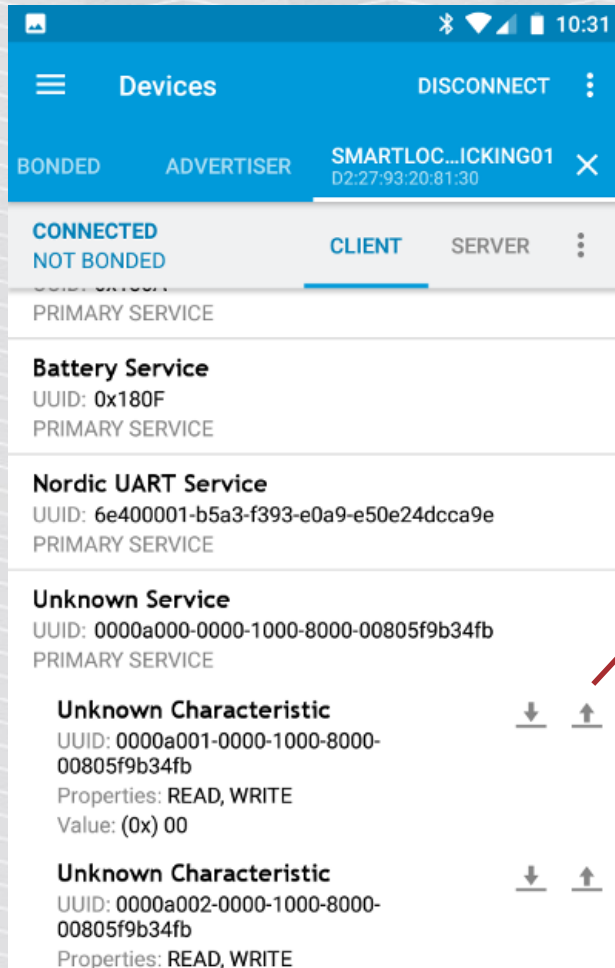 10:31
Devices DISCONNECT
BONDED ADVERTISER SMARTLOC...ICKING01
D2:27:93:20:81:30
CONNECTED
NOT BONDED CLIENT SERVER
UUID: 0x180A
PRIMARY SERVICE
Battery Service
UUID: 0x180F
PRIMARY SERVICE
Nordic UART Service
UUID: 6e400001-b5a3-f393-e0a9-e50e24dcca9e
PRIMARY SERVICE
Unknown Service
UUID: 0000a000-0000-1000-8000-00805f9b34fb
PRIMARY SERVICE
Unknown Characteristic
UUID: 0000a001-0000-1000-8000-
00805f9b34fb
Properties: READ, WRITE
Value: (0x) 00
Unknown Characteristic
UUID: 0000a002-0000-1000-8000-
00805f9b34fb
Properties: READ, WRITE